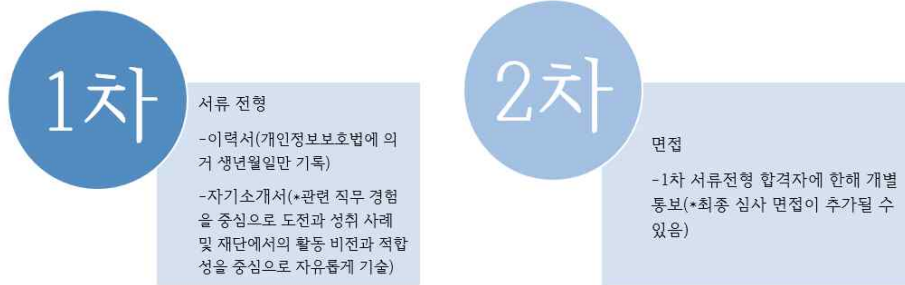 1차
서류 전형
-이력서(개인정보보호법에 의
거 생년월일만 기록)
-자기소개서(*관련 직무 경험
을 중심으로 도전과 성취 사례
및 재단에서의 활동 비전과 적합
성을 중심으로 자유롭게 기술)
2차
면접
-1차 서류전형 합격자에 한해 개별
통보(*최종 심사 면접이 추가될 수
있음)